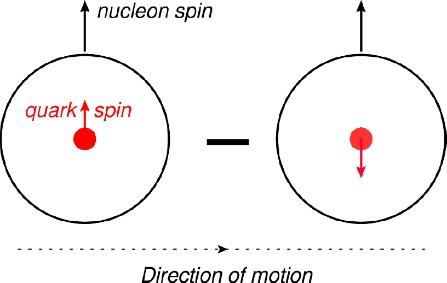 nucleon spin
quark spin
Direction of motion